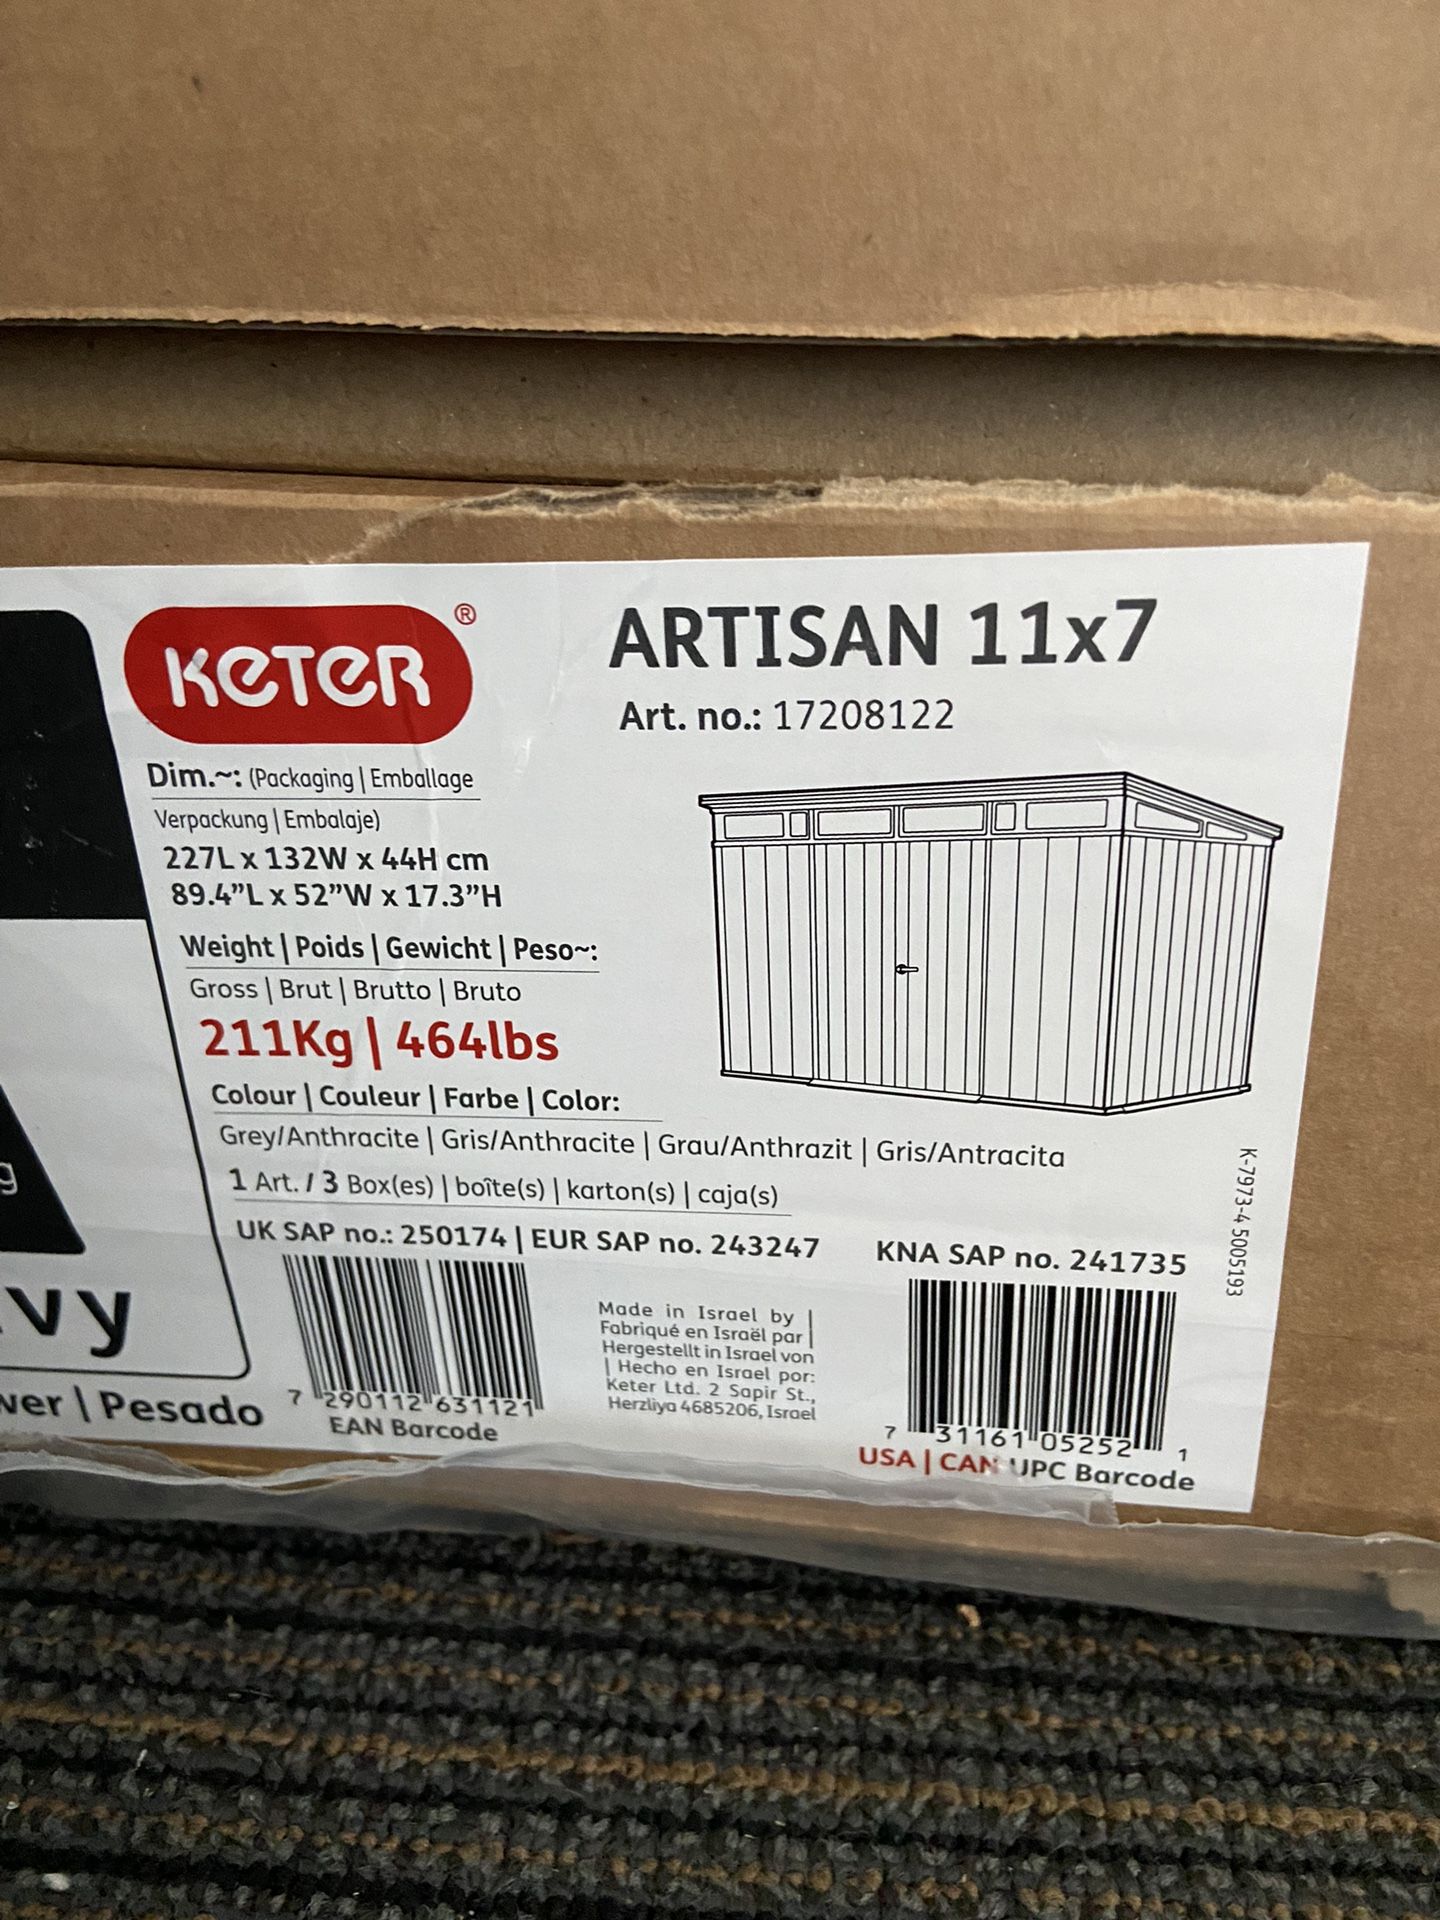 KETER®
ARTISAN 11x7
Art. no.: 17208122
Dim.~: (Packaging | Emballage
Verpackung | Embalaje)
227L x 132W x 44H cm
89.4”L x 52”W x 17.3”H
Weight | Poids | Gewicht | Peso~:
Gross | Brut | Brutto | Bruto
211Kg | 464lbs
Colour | Couleur | Farbe | Color:
Grey/Anthracite | Gris/Anthracite | Grau/Anthrazit | Gris/Antracita
1 Art. / 3 Box(es) | boîte(s) | karton(s) | caja(s)
UK SAP no.: 250174 | EUR SAP no. 243247
KNA SAP no. 241735
K-7973-4 5005193
Made in Israel by |
Fabriqué en Israël par |
Hergestellt in Israel von
| Hecho en Israel por:
Keter Ltd. 2 Sapir St.,
Herzliya 4685206, Israel
7 290112 631121
EAN Barcode
7 31161 05252 1
USA | CAN UPC Barcode
| Pesado